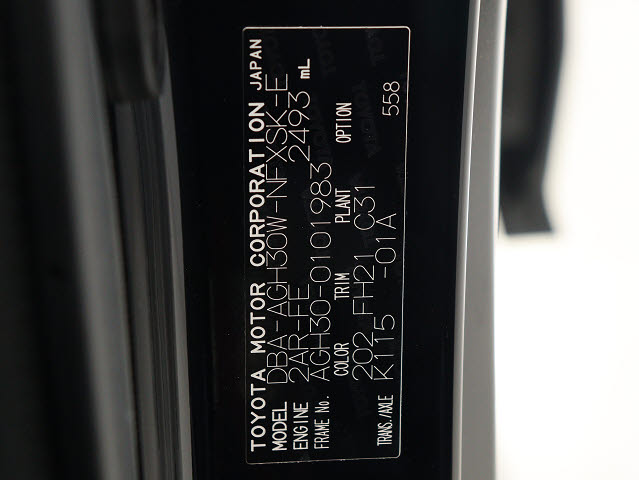 TOYOTA MOTOR CORPORATION JAPAN
MODEL DBA-AGH30W-NFXSK-E
ENGINE 2AR-FE 2493 mL
FRAME No. AGH30-0101983
COLOR TRIM PLANT OPTION
202 FH21 C31
TRANS./AXLE K115 -01A 558